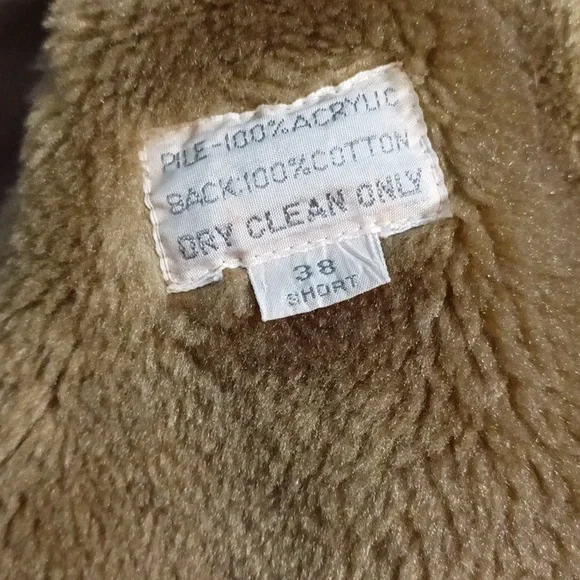 PILE-100% ACRYLIC
BACK:100% COTTON
DRY CLEAN ONLY
38
SHORT